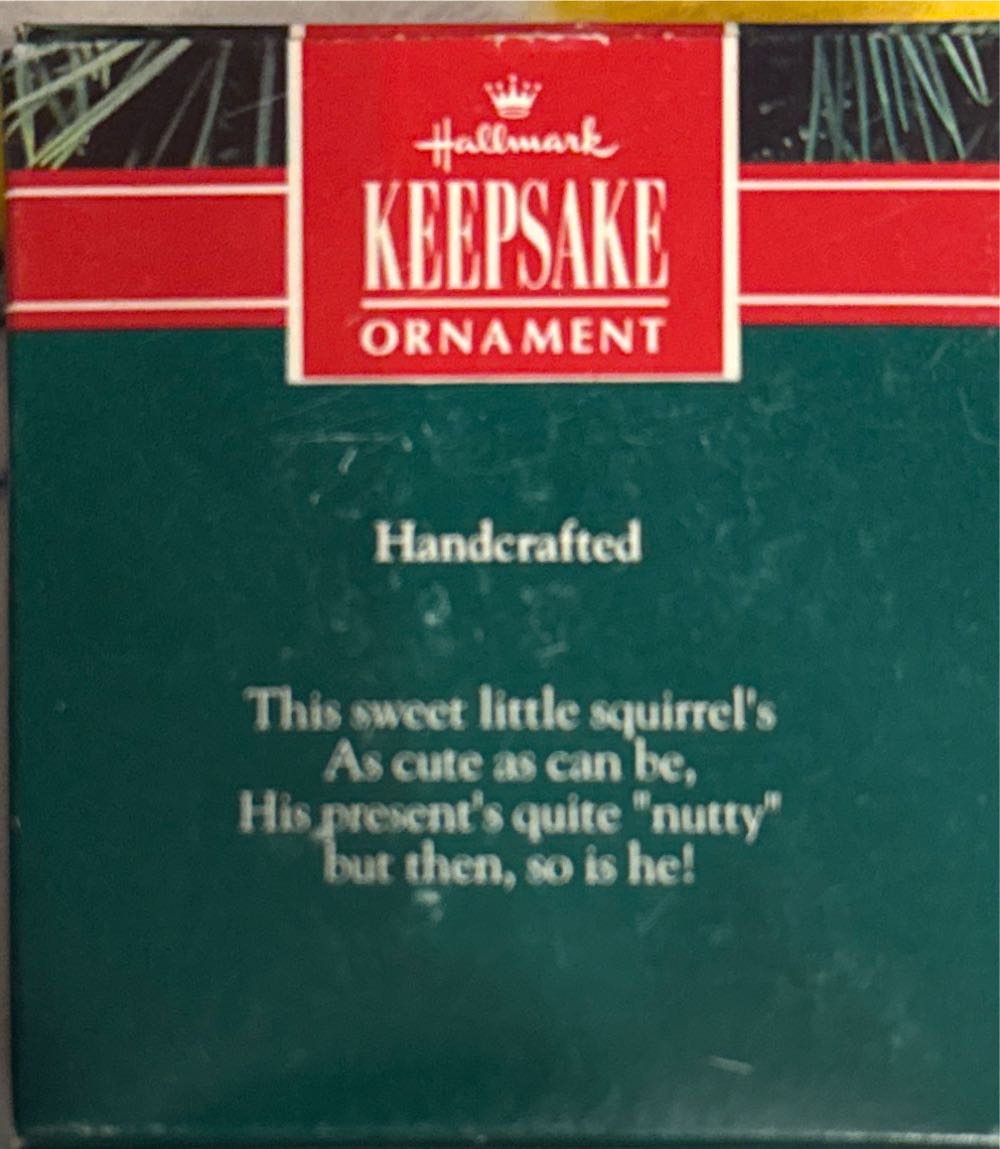 Hallmark
KEEPSAKE
ORNAMENT
Handcrafted
This sweet little squirrel's
As cute as can be,
His present's quite "nutty"
but then, so is he!